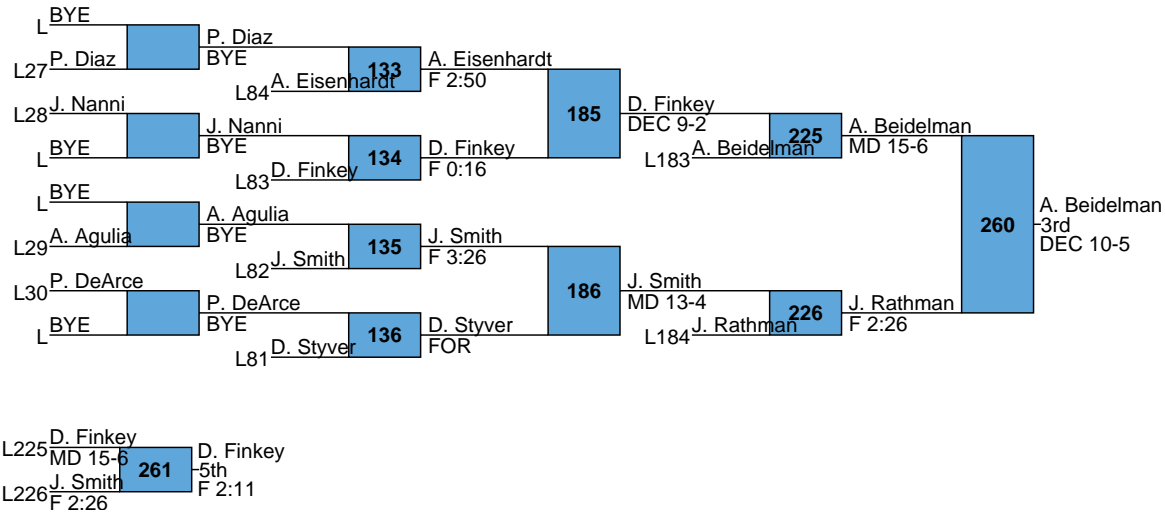 BYE
L
P. Diaz
L27
P. Diaz
BYE
A. Eisenhardt
L84
133
A. Eisenhardt
F 2:50
J. Nanni
L28
BYE
L
J. Nanni
BYE
D. Finkey
L83
134
D. Finkey
F 0:16
185
D. Finkey
DEC 9-2
A. Beidelman
L183
225
A. Beidelman
MD 15-6
BYE
L
A. Agulia
L29
A. Agulia
BYE
J. Smith
L82
135
J. Smith
F 3:26
P. DeArce
L30
BYE
L
P. DeArce
BYE
D. Styver
L81
136
D. Styver
FOR
186
J. Smith
MD 13-4
J. Rathman
L184
226
J. Rathman
F 2:26
260
A. Beidelman
3rd
DEC 10-5
L225
D. Finkey
MD 15-6
L226
J. Smith
F 2:26
261
D. Finkey
5th
F 2:11